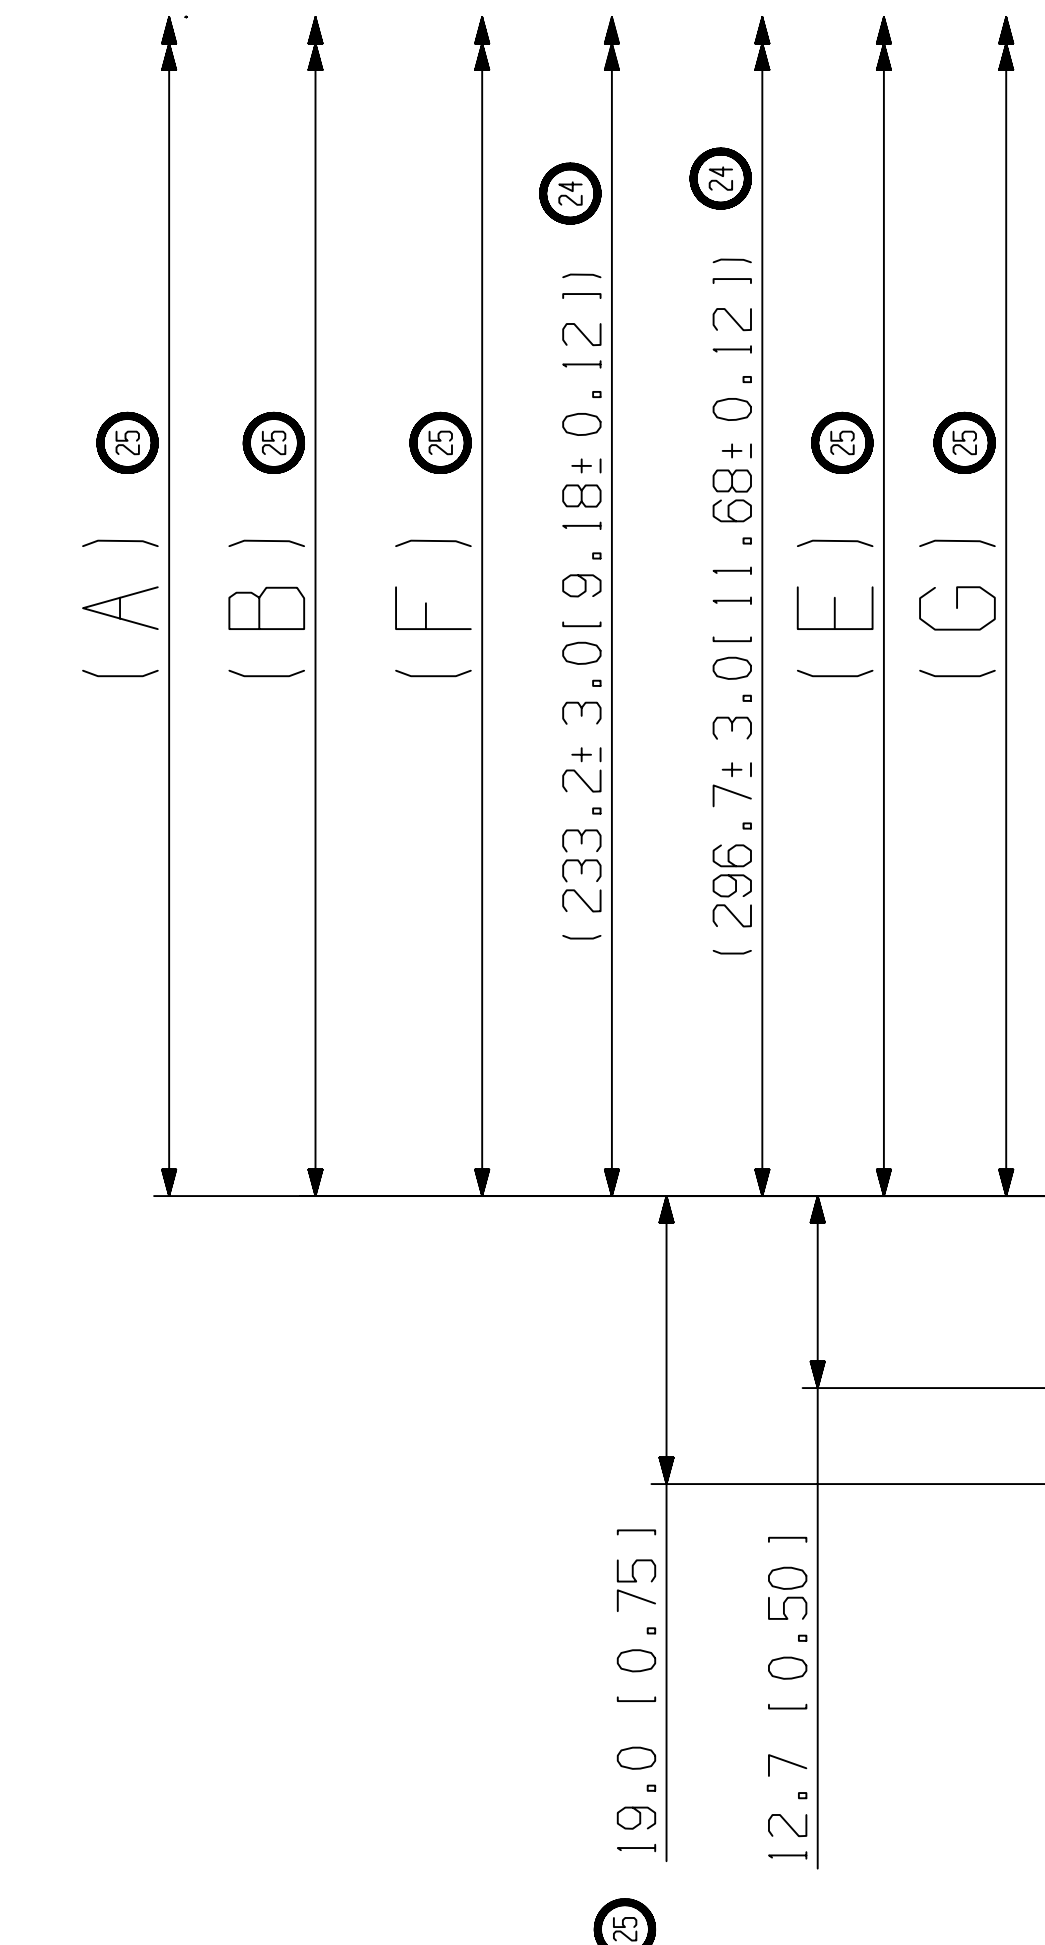 (A) 25
(B) 25
(F) 25
(233.2± 3.0[ 9.18± 0.12 ]) 24
(296.7± 3.0[ 11.68± 0.12 ]) 24
(E) 25
(G) 25
25 19.0 [ 0.75 ]
12.7 [ 0.50 ]